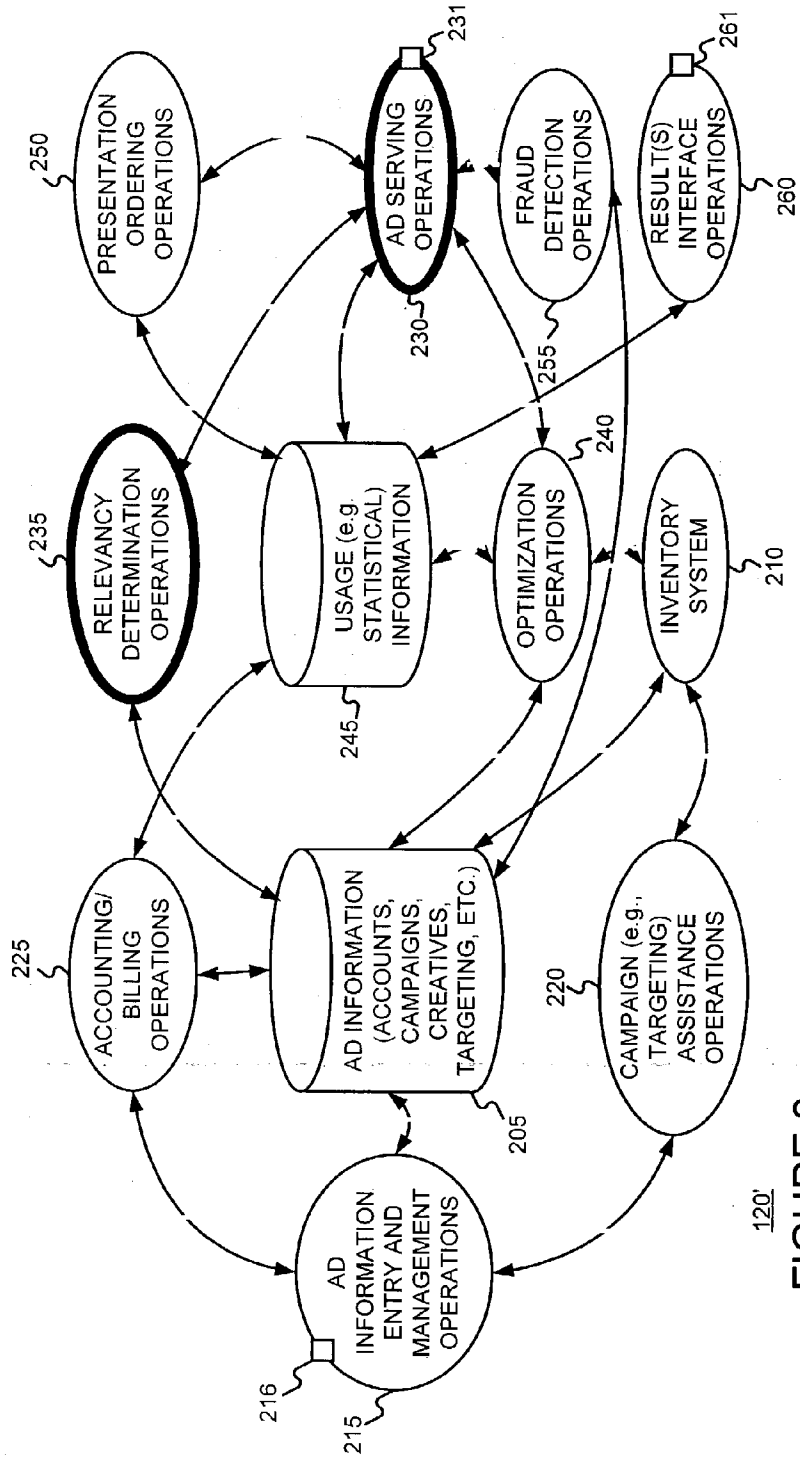 250
PRESENTATION
ORDERING
OPERATIONS
231
AD SERVING
OPERATIONS
230
FRAUD
DETECTION
OPERATIONS
255
261
RESULT(S)
INTERFACE
OPERATIONS
260
235
RELEVANCY
DETERMINATION
OPERATIONS
USAGE (e.g.
STATISTICAL)
INFORMATION
245
240
OPTIMIZATION
OPERATIONS
INVENTORY
SYSTEM
210
225
ACCOUNTING/
BILLING
OPERATIONS
AD INFORMATION
(ACCOUNTS,
CAMPAIGNS,
CREATIVES,
TARGETING, ETC.)
205
220
CAMPAIGN (e.g.,
TARGETING)
ASSISTANCE
OPERATIONS
AD
INFORMATION
ENTRY AND
MANAGEMENT
OPERATIONS
216
215
120'
FIGURE